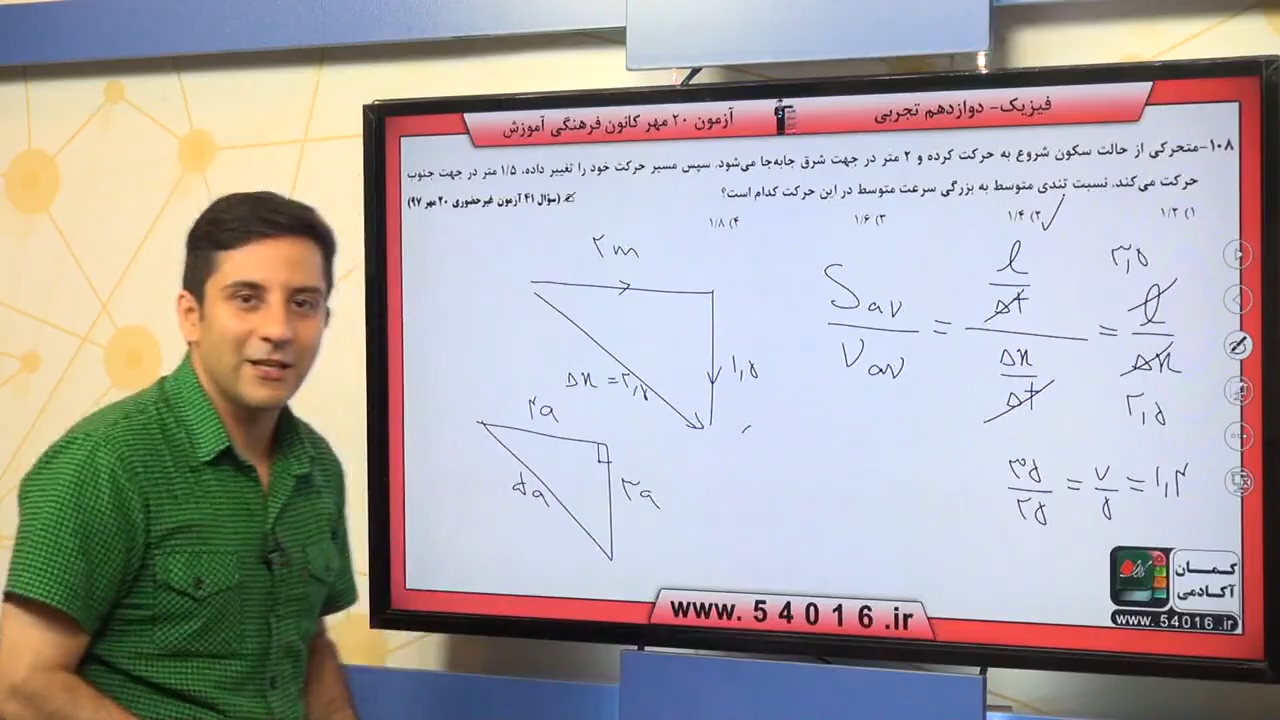 آزمون ۲۰ مهر کانون فرهنگی آموزش
فیزیک- دوازدهم تجربی
۱۰۸-متحرکی از حالت سکون شروع به حرکت کرده و ۲ متر در جهت شرق جابه‌جا می‌شود. سپس مسیر حرکت خود را تغییر داده، ۱/۵ متر در جهت جنوب
حرکت می‌کند. نسبت تندی متوسط به بزرگی سرعت متوسط در این حرکت کدام است؟
(سؤال ۴۱ آزمون غیرحضوری ۲۰ مهر ۹۷)
۱) ۱/۲
۲) ۱/۴ ✓
۳) ۱/۶
۴) ۱/۸
۲m
۱,۵
Δx = ۲,۵
Sav / Vav = (l / Δt) / (Δx / Δt) = l / Δx
۳,۵
۲,۵
۳۵ / ۲۵ = ۷ / ۵ = ۱,۴
۵a
۳a
کمان
آکادمی
www.54016.ir
www.54016.ir